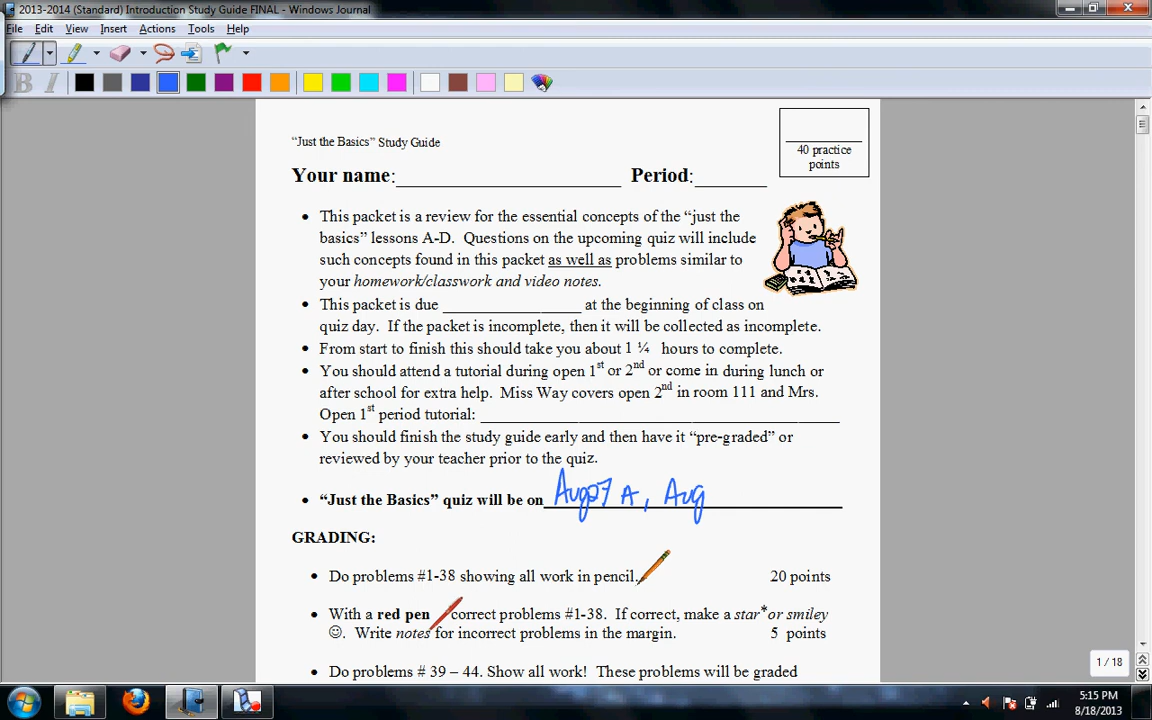 2013-2014 (Standard) Introduction Study Guide FINAL - Windows Journal
File Edit View Insert Actions Tools Help
B I
"Just the Basics" Study Guide
40 practice
points
Your name:____ Period:____
• This packet is a review for the essential concepts of the "just the
basics" lessons A-D. Questions on the upcoming quiz will include
such concepts found in this packet as well as problems similar to
your homework/classwork and video notes.
• This packet is due ____ at the beginning of class on
quiz day. If the packet is incomplete, then it will be collected as incomplete.
• From start to finish this should take you about 1 ¼ hours to complete.
• You should attend a tutorial during open 1st or 2nd or come in during lunch or
after school for extra help. Miss Way covers open 2nd in room 111 and Mrs.
Open 1st period tutorial: ____
• You should finish the study guide early and then have it "pre-graded" or
reviewed by your teacher prior to the quiz.
• "Just the Basics" quiz will be on Aug 27 A, Aug
GRADING:
• Do problems #1-38 showing all work in pencil. 20 points
• With a red pen correct problems #1-38. If correct, make a star* or smiley
☺. Write notes for incorrect problems in the margin. 5 points
• Do problems # 39 – 44. Show all work! These problems will be graded
1 / 18
5:15 PM
8/18/2013